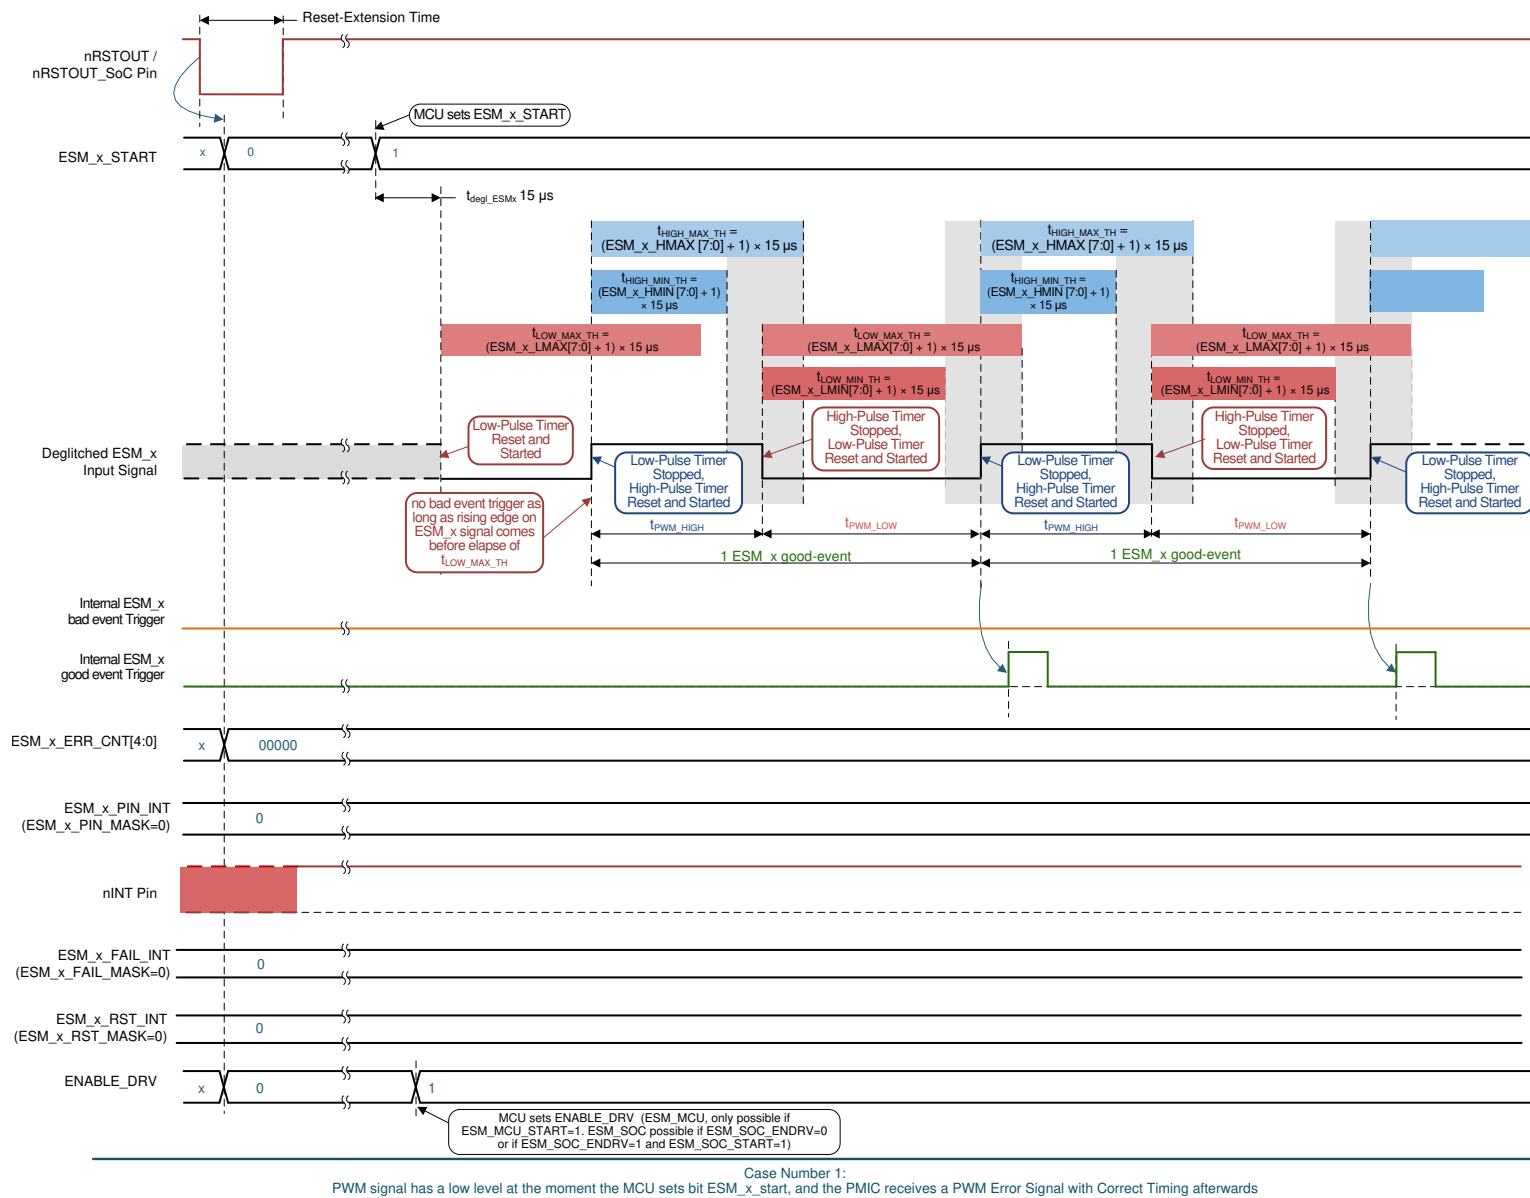 Reset-Extension Time
nRSTOUT /
nRSTOUT_SoC Pin
MCU sets ESM_x_START
ESM_x_START
x
0
1
tdegl_ESMx 15 µs
tHIGH_MAX_TH =
(ESM_x_HMAX [7:0] + 1) × 15 µs
tHIGH_MAX_TH =
(ESM_x_HMAX [7:0] + 1) × 15 µs
tHIGH_MIN_TH =
(ESM_x_HMIN [7:0] + 1)
× 15 µs
tHIGH_MIN_TH =
(ESM_x_HMIN [7:0] + 1)
× 15 µs
tLOW_MAX_TH =
(ESM_x_LMAX[7:0] + 1) × 15 µs
tLOW_MAX_TH =
(ESM_x_LMAX[7:0] + 1) × 15 µs
tLOW_MAX_TH =
(ESM_x_LMAX[7:0] + 1) × 15 µs
tLOW_MIN_TH =
(ESM_x_LMIN[7:0] + 1) × 15 µs
tLOW_MIN_TH =
(ESM_x_LMIN[7:0] + 1) × 15 µs
Deglitched ESM_x
Input Signal
Low-Pulse Timer
Reset and
Started
High-Pulse Timer
Stopped,
Low-Pulse Timer
Reset and Started
High-Pulse Timer
Stopped,
Low-Pulse Timer
Reset and Started
Low-Pulse Timer
Stopped,
High-Pulse Timer
Reset and Started
Low-Pulse Timer
Stopped,
High-Pulse Timer
Reset and Started
Low-Pulse Timer
Stopped,
High-Pulse Timer
Reset and Started
no bad event trigger as
long as rising edge on
ESM_x signal comes
before elapse of
tLOW_MAX_TH
tPWM_HIGH
tPWM_LOW
tPWM_HIGH
tPWM_LOW
1 ESM_x good-event
1 ESM_x good-event
Internal ESM_x
bad event Trigger
Internal ESM_x
good event Trigger
ESM_x_ERR_CNT[4:0]
x
00000
ESM_x_PIN_INT
(ESM_x_PIN_MASK=0)
0
nINT Pin
ESM_x_FAIL_INT
(ESM_x_FAIL_MASK=0)
0
ESM_x_RST_INT
(ESM_x_RST_MASK=0)
0
ENABLE_DRV
x
0
1
MCU sets ENABLE_DRV (ESM_MCU, only possible if
ESM_MCU_START=1. ESM_SOC possible if ESM_SOC_ENDRV=0
or if ESM_SOC_ENDRV=1 and ESM_SOC_START=1)
Case Number 1:
PWM signal has a low level at the moment the MCU sets bit ESM_x_start, and the PMIC receives a PWM Error Signal with Correct Timing afterwards